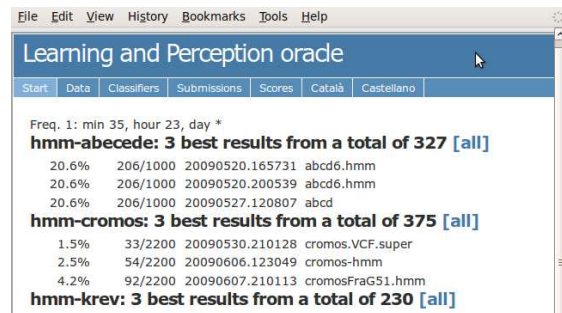 File Edit View History Bookmarks Tools Help
Learning and Perception oracle
Start Data Classifiers Submissions Scores Català Castellano
Freq. 1: min 35, hour 23, day *
hmm-abecede: 3 best results from a total of 327 [all]
20.6% 206/1000 20090520.165731 abcd6.hmm
20.6% 206/1000 20090520.200539 abcd6.hmm
20.6% 206/1000 20090527.120807 abcd
hmm-cromos: 3 best results from a total of 375 [all]
1.5% 33/2200 20090530.210128 cromos.VCF.super
2.5% 54/2200 20090606.123049 cromos-hmm
4.2% 92/2200 20090607.210113 cromosFraG51.hmm
hmm-krev: 3 best results from a total of 230 [all]